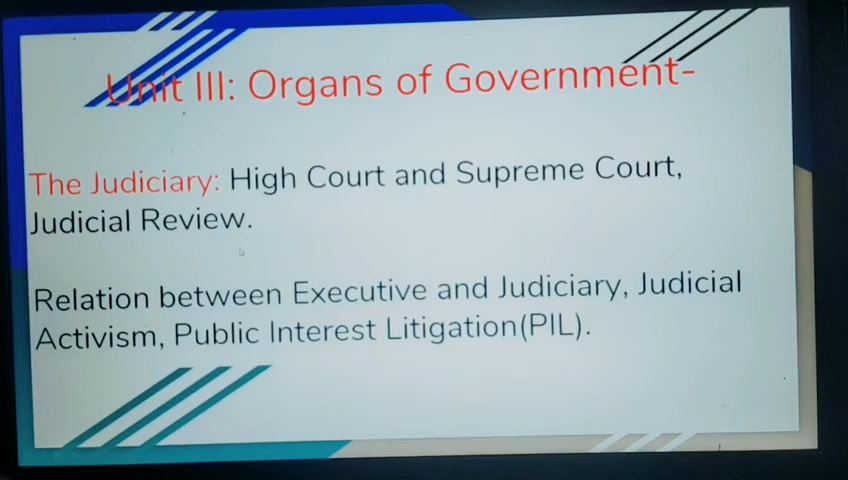 Unit III: Organs of Government-
The Judiciary: High Court and Supreme Court,
Judicial Review.
Relation between Executive and Judiciary, Judicial
Activism, Public Interest Litigation(PIL).